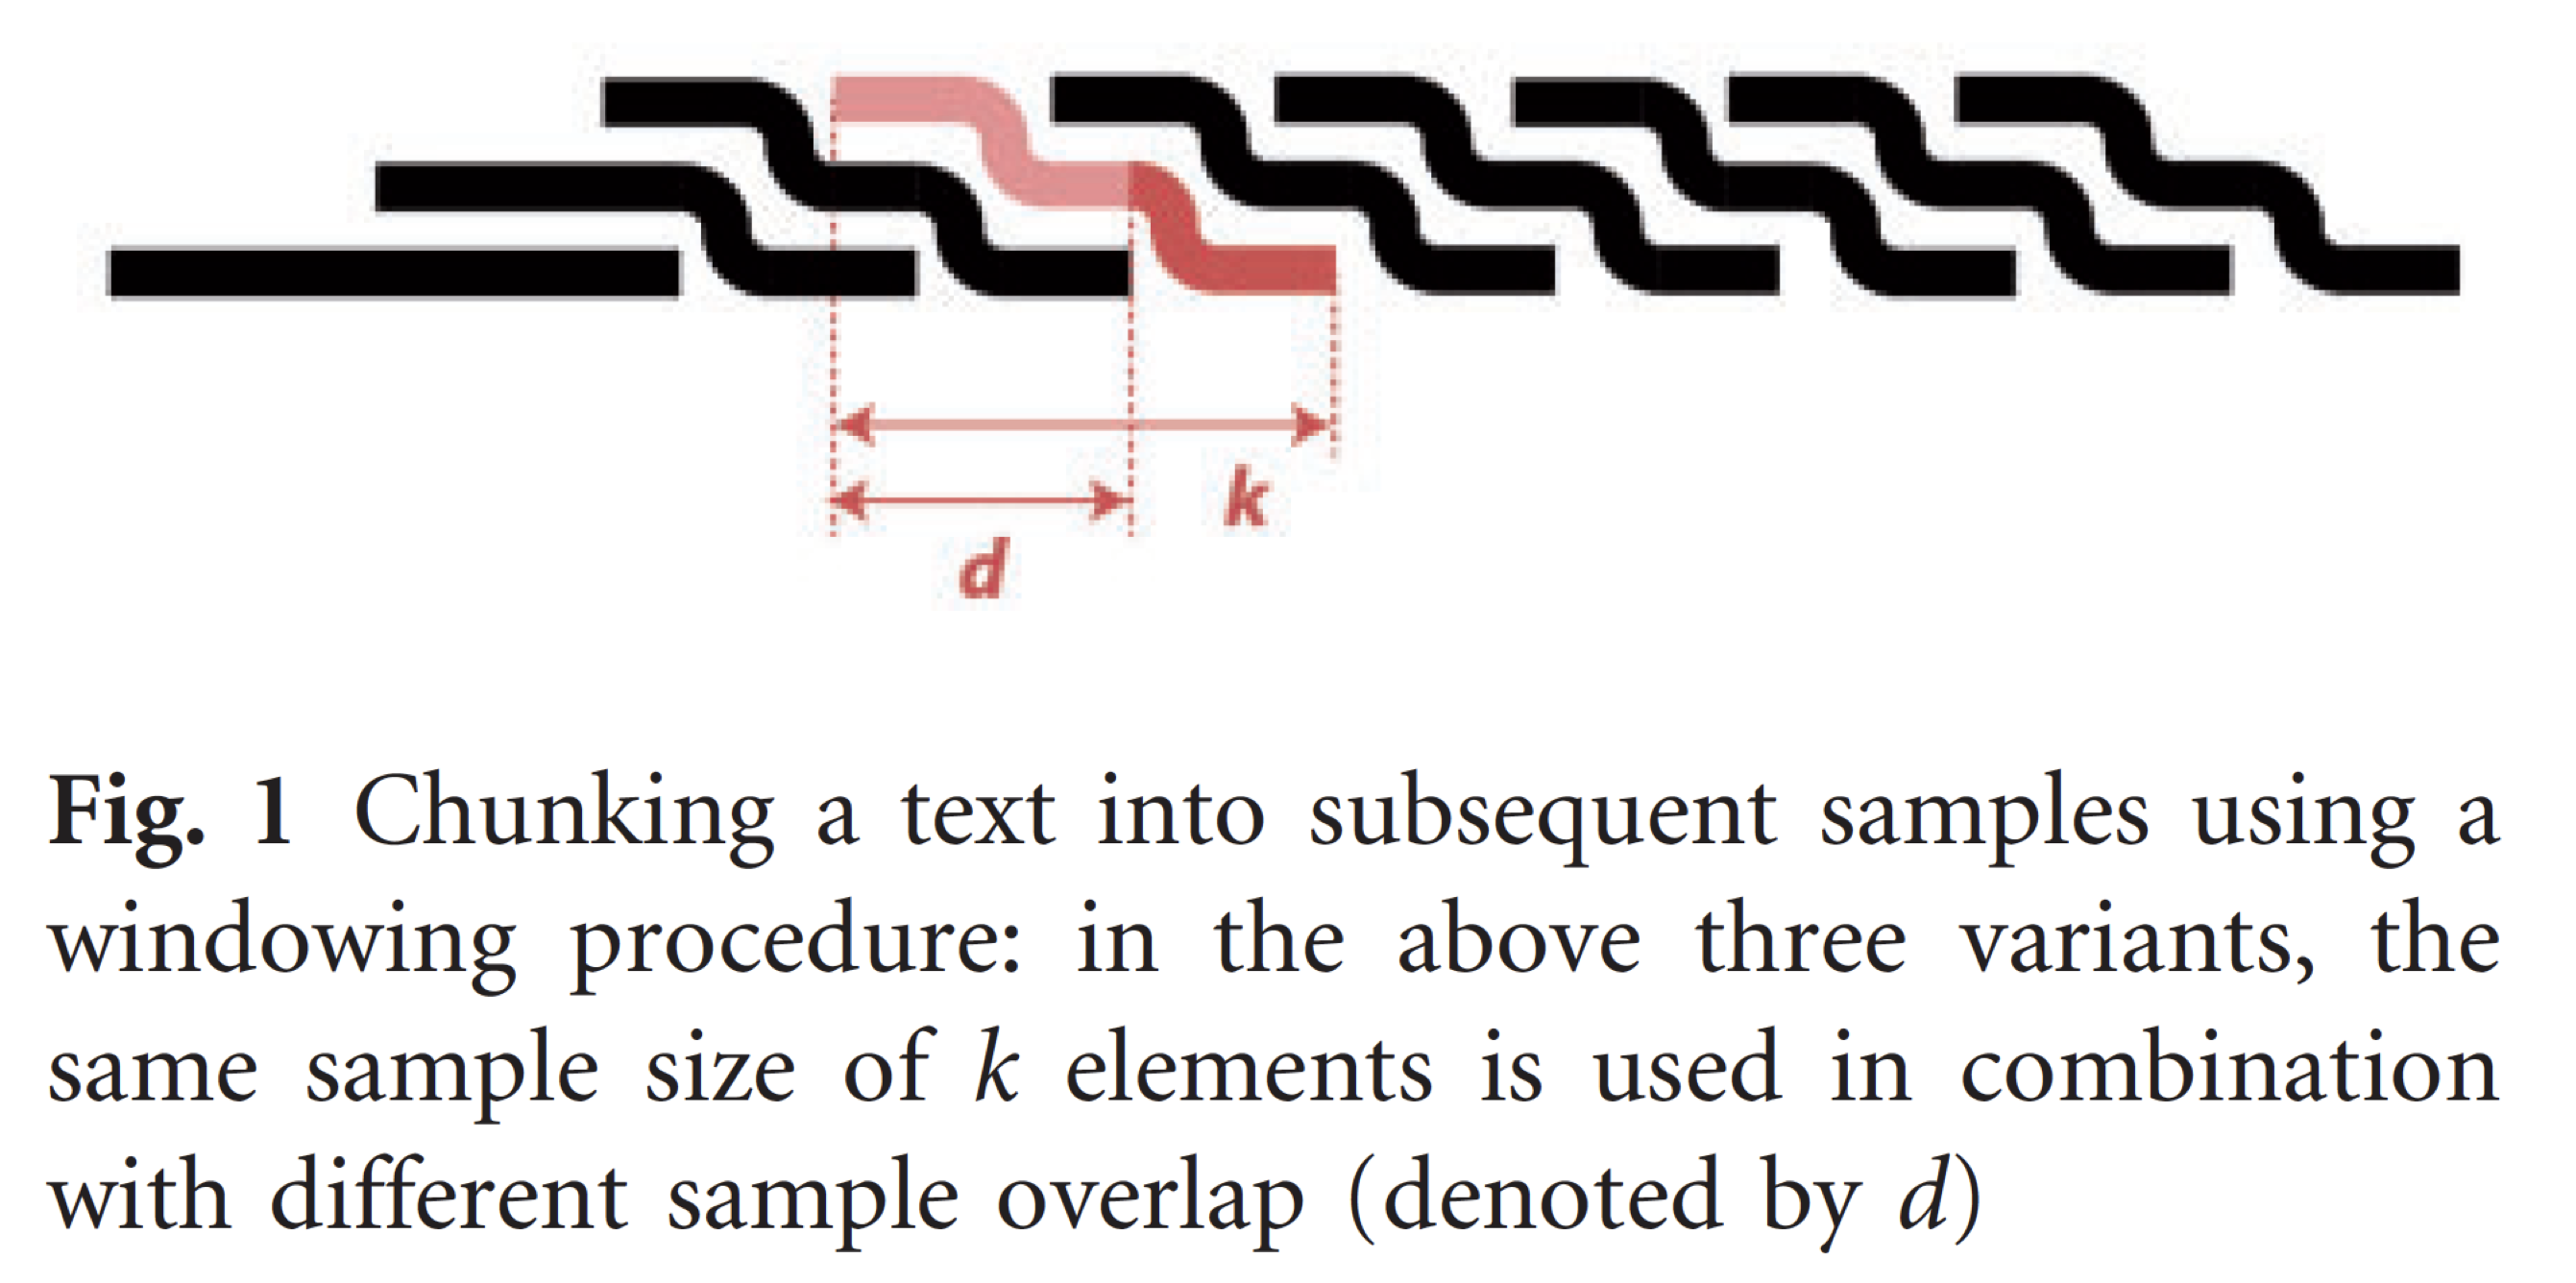 k
d
Fig. 1 Chunking a text into subsequent samples using a
windowing procedure: in the above three variants, the
same sample size of k elements is used in combination
with different sample overlap (denoted by d)